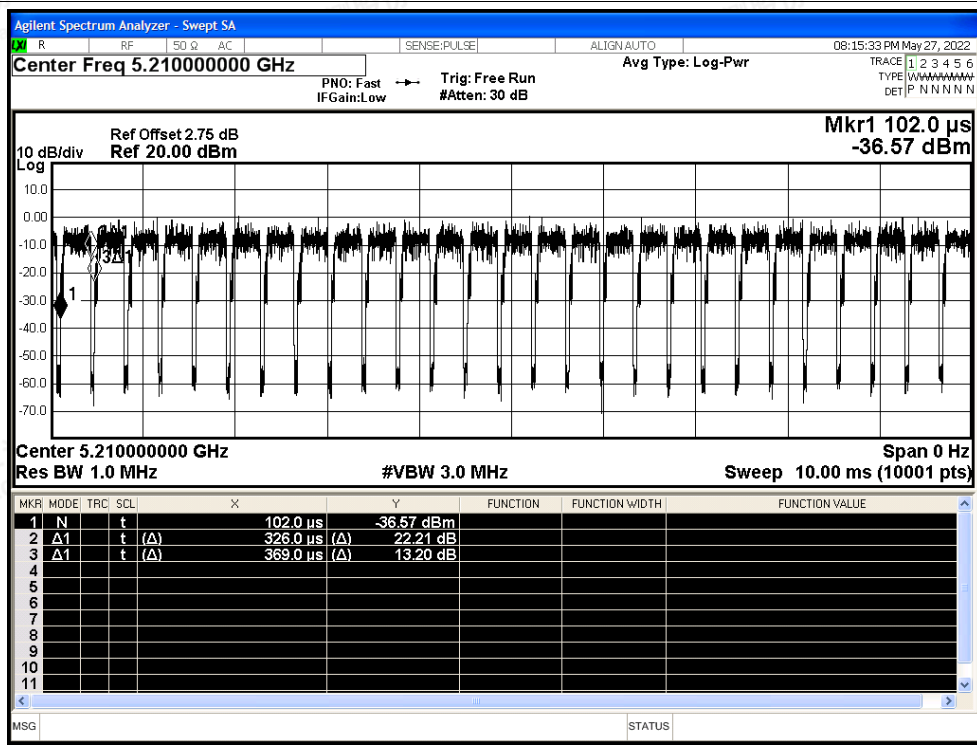 Agilent Spectrum Analyzer - Swept SA
LXI R RF 50 Ω AC SENSE:PULSE ALIGN AUTO 08:15:33 PM May 27, 2022
Center Freq 5.210000000 GHz
PNO: Fast
IFGain:Low
Trig: Free Run
#Atten: 30 dB
Avg Type: Log-Pwr
TRACE 1 2 3 4 5 6
TYPE
DET P N N N N N
Mkr1 102.0 µs
-36.57 dBm
Ref Offset 2.75 dB
10 dB/div Ref 20.00 dBm
Log
10.0
0.00
-10.0
-20.0
-30.0
-40.0
-50.0
-60.0
-70.0
3Δ1
1
Center 5.210000000 GHz Span 0 Hz
Res BW 1.0 MHz #VBW 3.0 MHz Sweep 10.00 ms (10001 pts)
MKR MODE TRC SCL X Y FUNCTION FUNCTION WIDTH FUNCTION VALUE
1 N t 102.0 µs -36.57 dBm
2 Δ1 t (Δ) 326.0 µs (Δ) 22.21 dB
3 Δ1 t (Δ) 369.0 µs (Δ) 13.20 dB
4
5
6
7
8
9
10
11
MSG STATUS